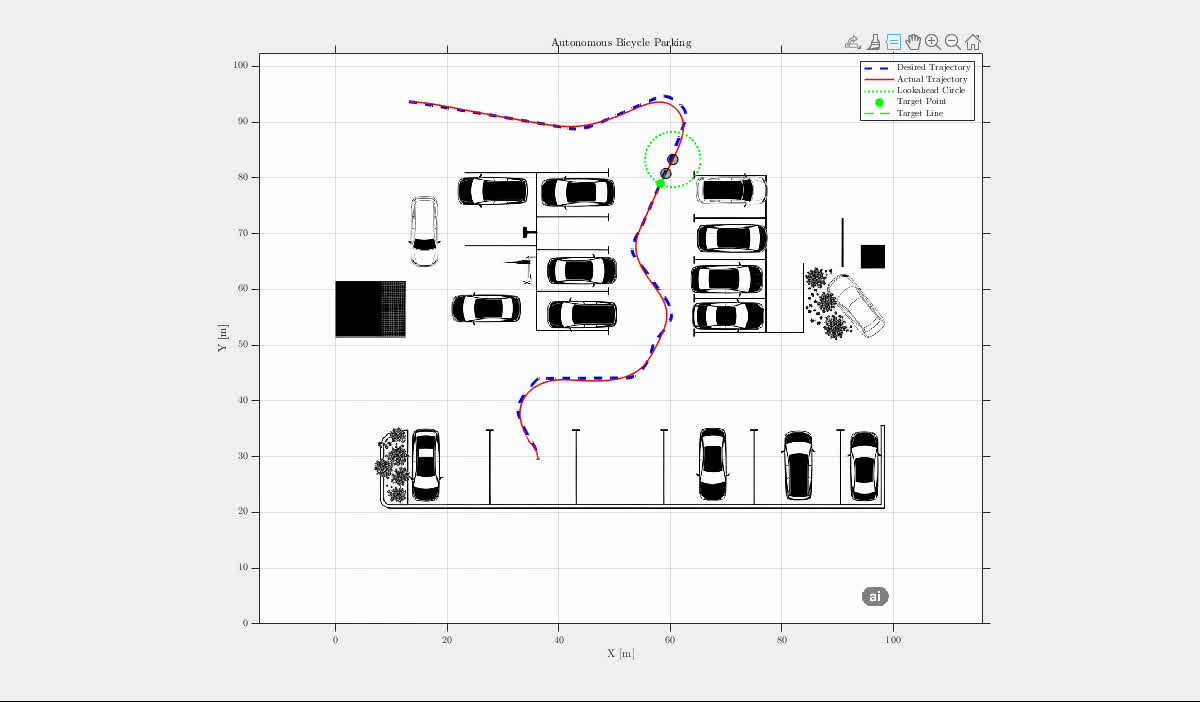 Autonomous Bicycle Parking
Desired Trajectory
Actual Trajectory
Lookahead Circle
Target Point
Target Line
100
90
80
70
60
50
40
30
20
10
0
Y [m]
0
20
40
60
80
100
X [m]
ai